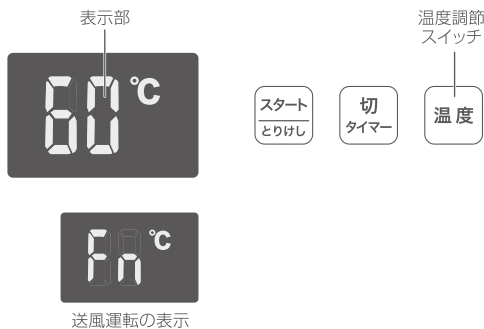 表示部
温度調節
スイッチ
60℃
スタート
とりけし
切
タイマー
温度
Fn℃
送風運転の表示